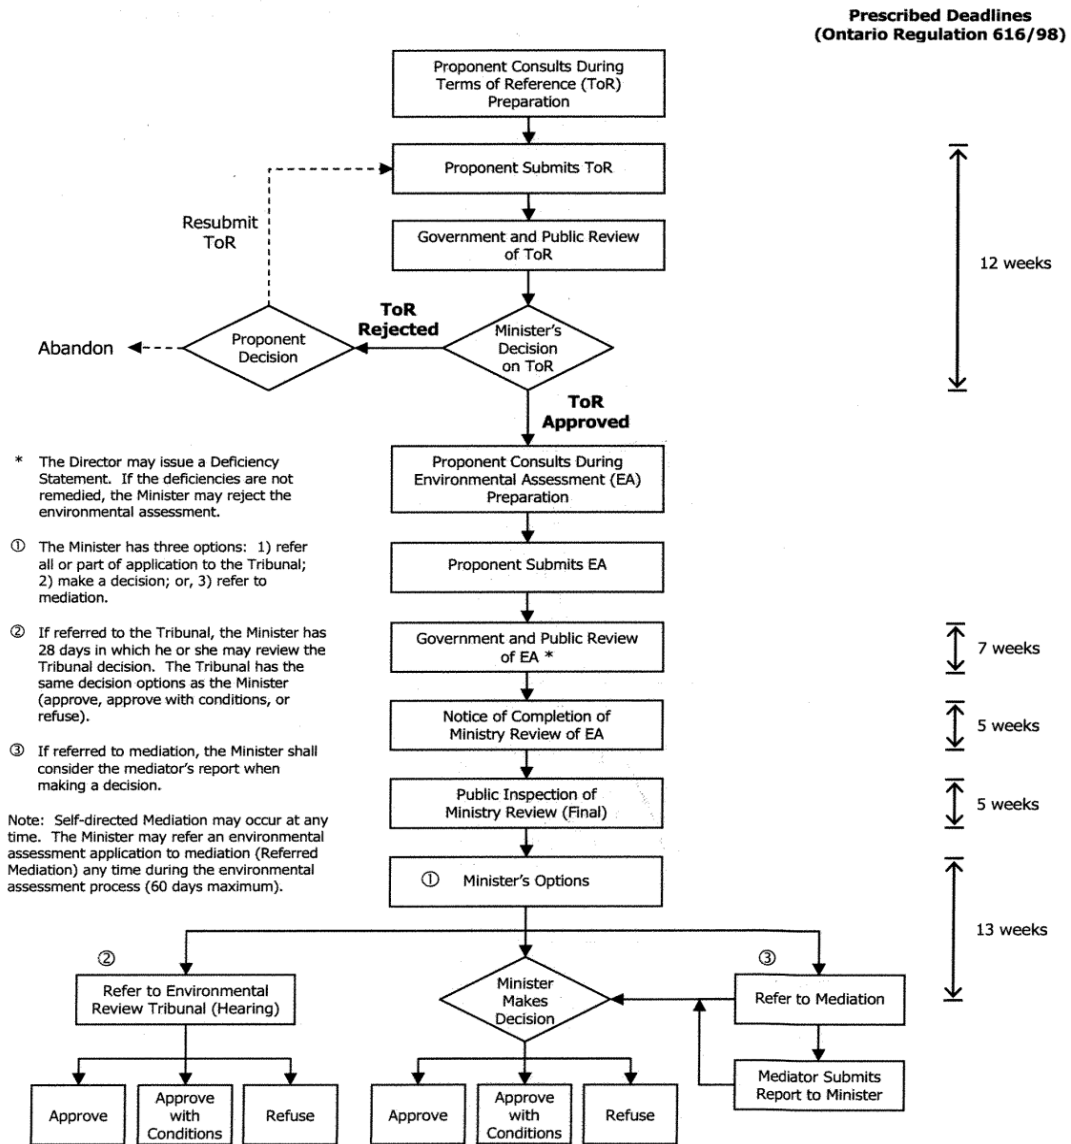 Prescribed Deadlines
(Ontario Regulation 616/98)
Proponent Consults During
Terms of Reference (ToR)
Preparation
Proponent Submits ToR
Resubmit
ToR
Government and Public Review
of ToR
12 weeks
ToR
Rejected
Minister's
Decision
on ToR
Proponent
Decision
Abandon
ToR
Approved
* The Director may issue a Deficiency
Statement. If the deficiencies are not
remedied, the Minister may reject the
environmental assessment.
① The Minister has three options: 1) refer
all or part of application to the Tribunal;
2) make a decision; or, 3) refer to
mediation.
② If referred to the Tribunal, the Minister has
28 days in which he or she may review the
Tribunal decision. The Tribunal has the
same decision options as the Minister
(approve, approve with conditions, or
refuse).
③ If referred to mediation, the Minister shall
consider the mediator's report when
making a decision.
Note: Self-directed Mediation may occur at any
time. The Minister may refer an environmental
assessment application to mediation (Referred
Mediation) any time during the environmental
assessment process (60 days maximum).
Proponent Consults During
Environmental Assessment (EA)
Preparation
Proponent Submits EA
Government and Public Review
of EA *
7 weeks
Notice of Completion of
Ministry Review of EA
5 weeks
Public Inspection of
Ministry Review (Final)
5 weeks
① Minister's Options
13 weeks
②
Refer to Environmental
Review Tribunal (Hearing)
Minister
Makes
Decision
③
Refer to Mediation
Mediator Submits
Report to Minister
Approve
Approve
with
Conditions
Refuse
Approve
Approve
with
Conditions
Refuse